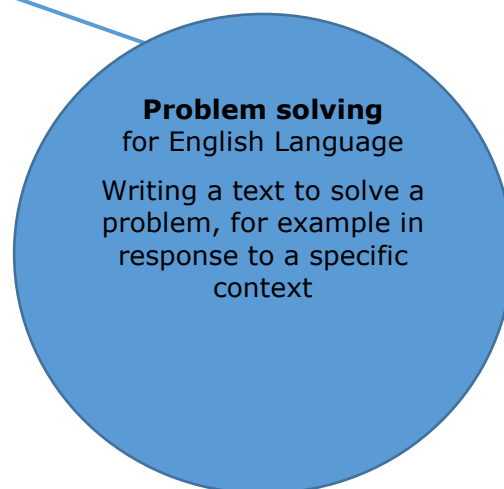 Problem solving
for English Language
Writing a text to solve a
problem, for example in
response to a specific
context